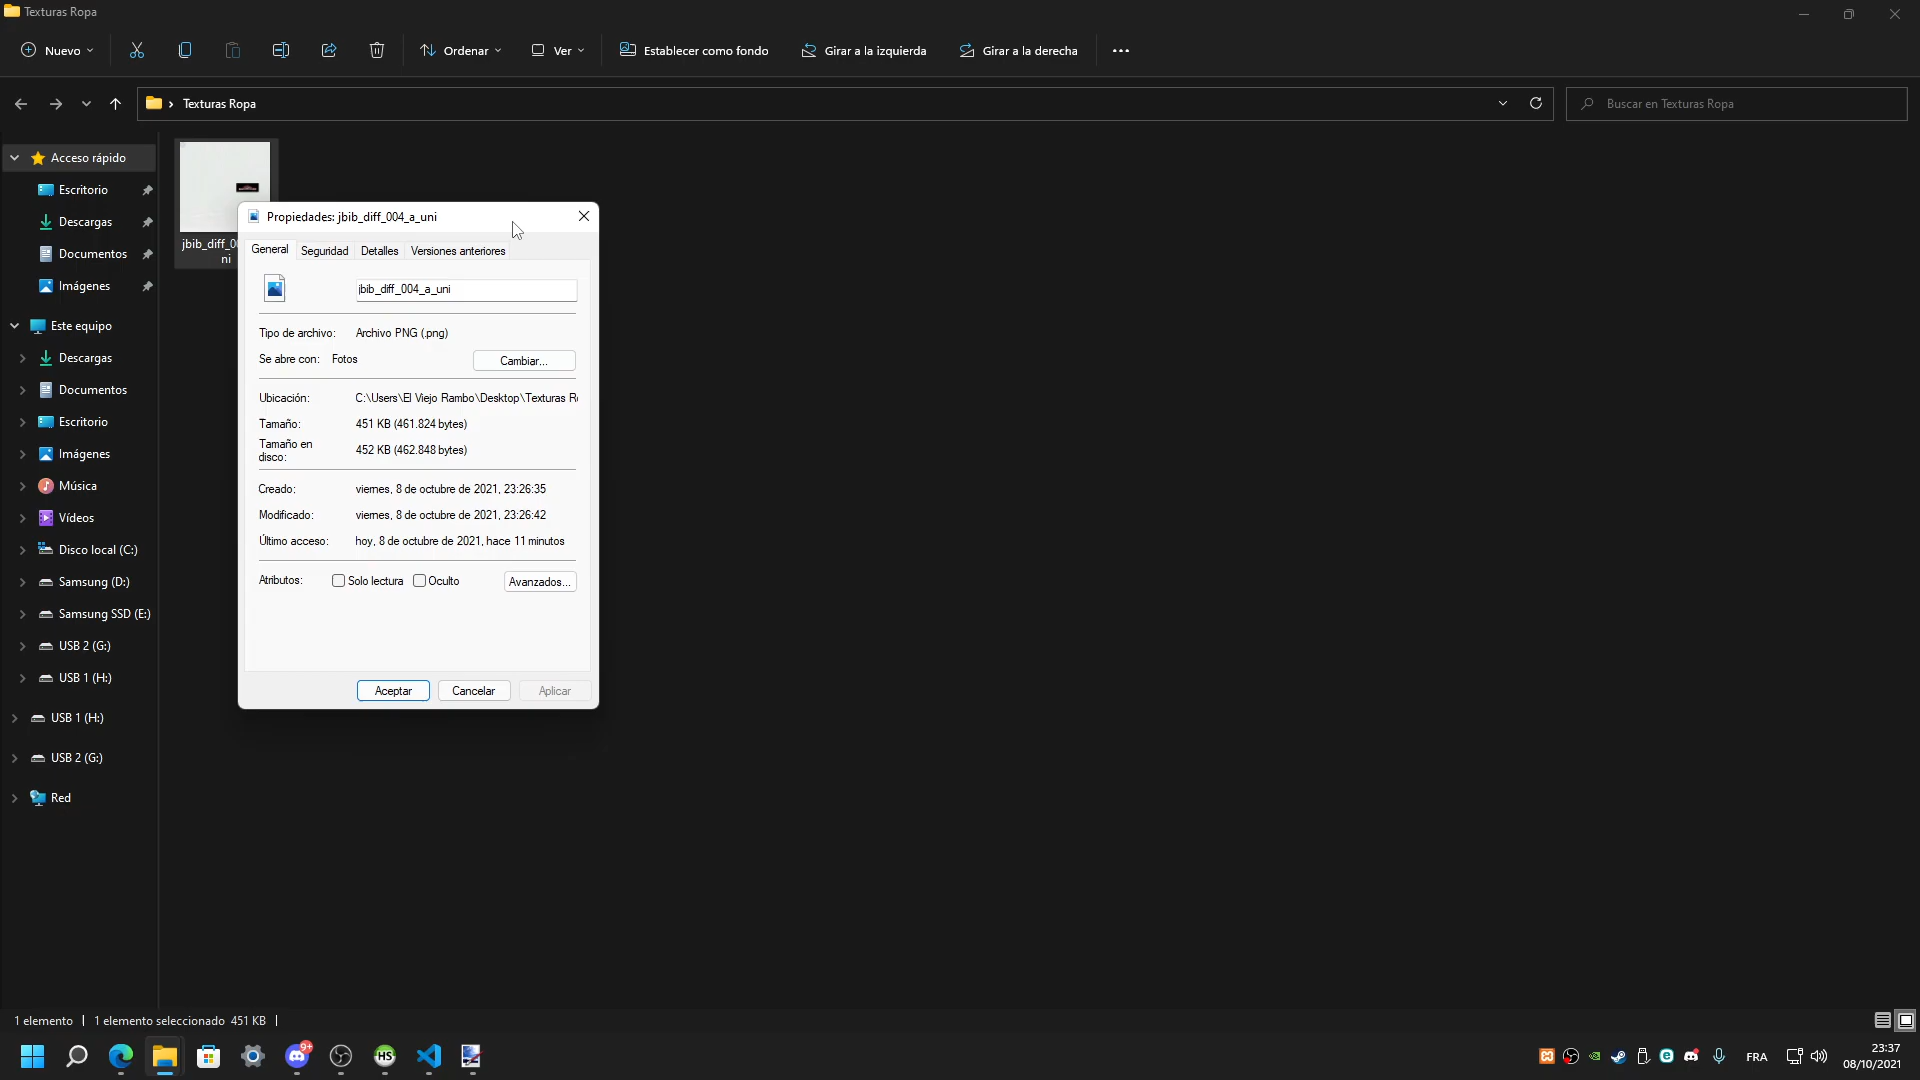 Texturas Ropa
Nuevo
Ordenar
Ver
Establecer como fondo
Girar a la izquierda
Girar a la derecha
Texturas Ropa
Buscar en Texturas Ropa
Acceso rápido
Escritorio
Descargas
Documentos
Imágenes
Este equipo
Descargas
Documentos
Escritorio
Imágenes
Música
Vídeos
Disco local (C:)
Samsung (D:)
Samsung SSD (E:)
USB 2 (G:)
USB 1 (H:)
USB 1 (H:)
USB 2 (G:)
Red
ni
Propiedades: jbib_diff_004_a_uni
General Seguridad Detalles Versiones anteriores
jbib_diff_004_a_uni
Tipo de archivo: Archivo PNG (.png)
Se abre con: Fotos Cambiar...
Ubicación: C:\Users\El Viejo Rambo\Desktop\Texturas
Tamaño: 451 KB (461.824 bytes)
Tamaño en
disco: 452 KB (462.848 bytes)
Creado: viernes, 8 de octubre de 2021, 23:26:35
Modificado: viernes, 8 de octubre de 2021, 23:26:42
Último acceso: hoy, 8 de octubre de 2021, hace 11 minutos
Atributos: Solo lectura Oculto Avanzados...
Aceptar Cancelar Aplicar
1 elemento 1 elemento seleccionado 451 KB
9+
HS
FRA
23:37
08/10/2021